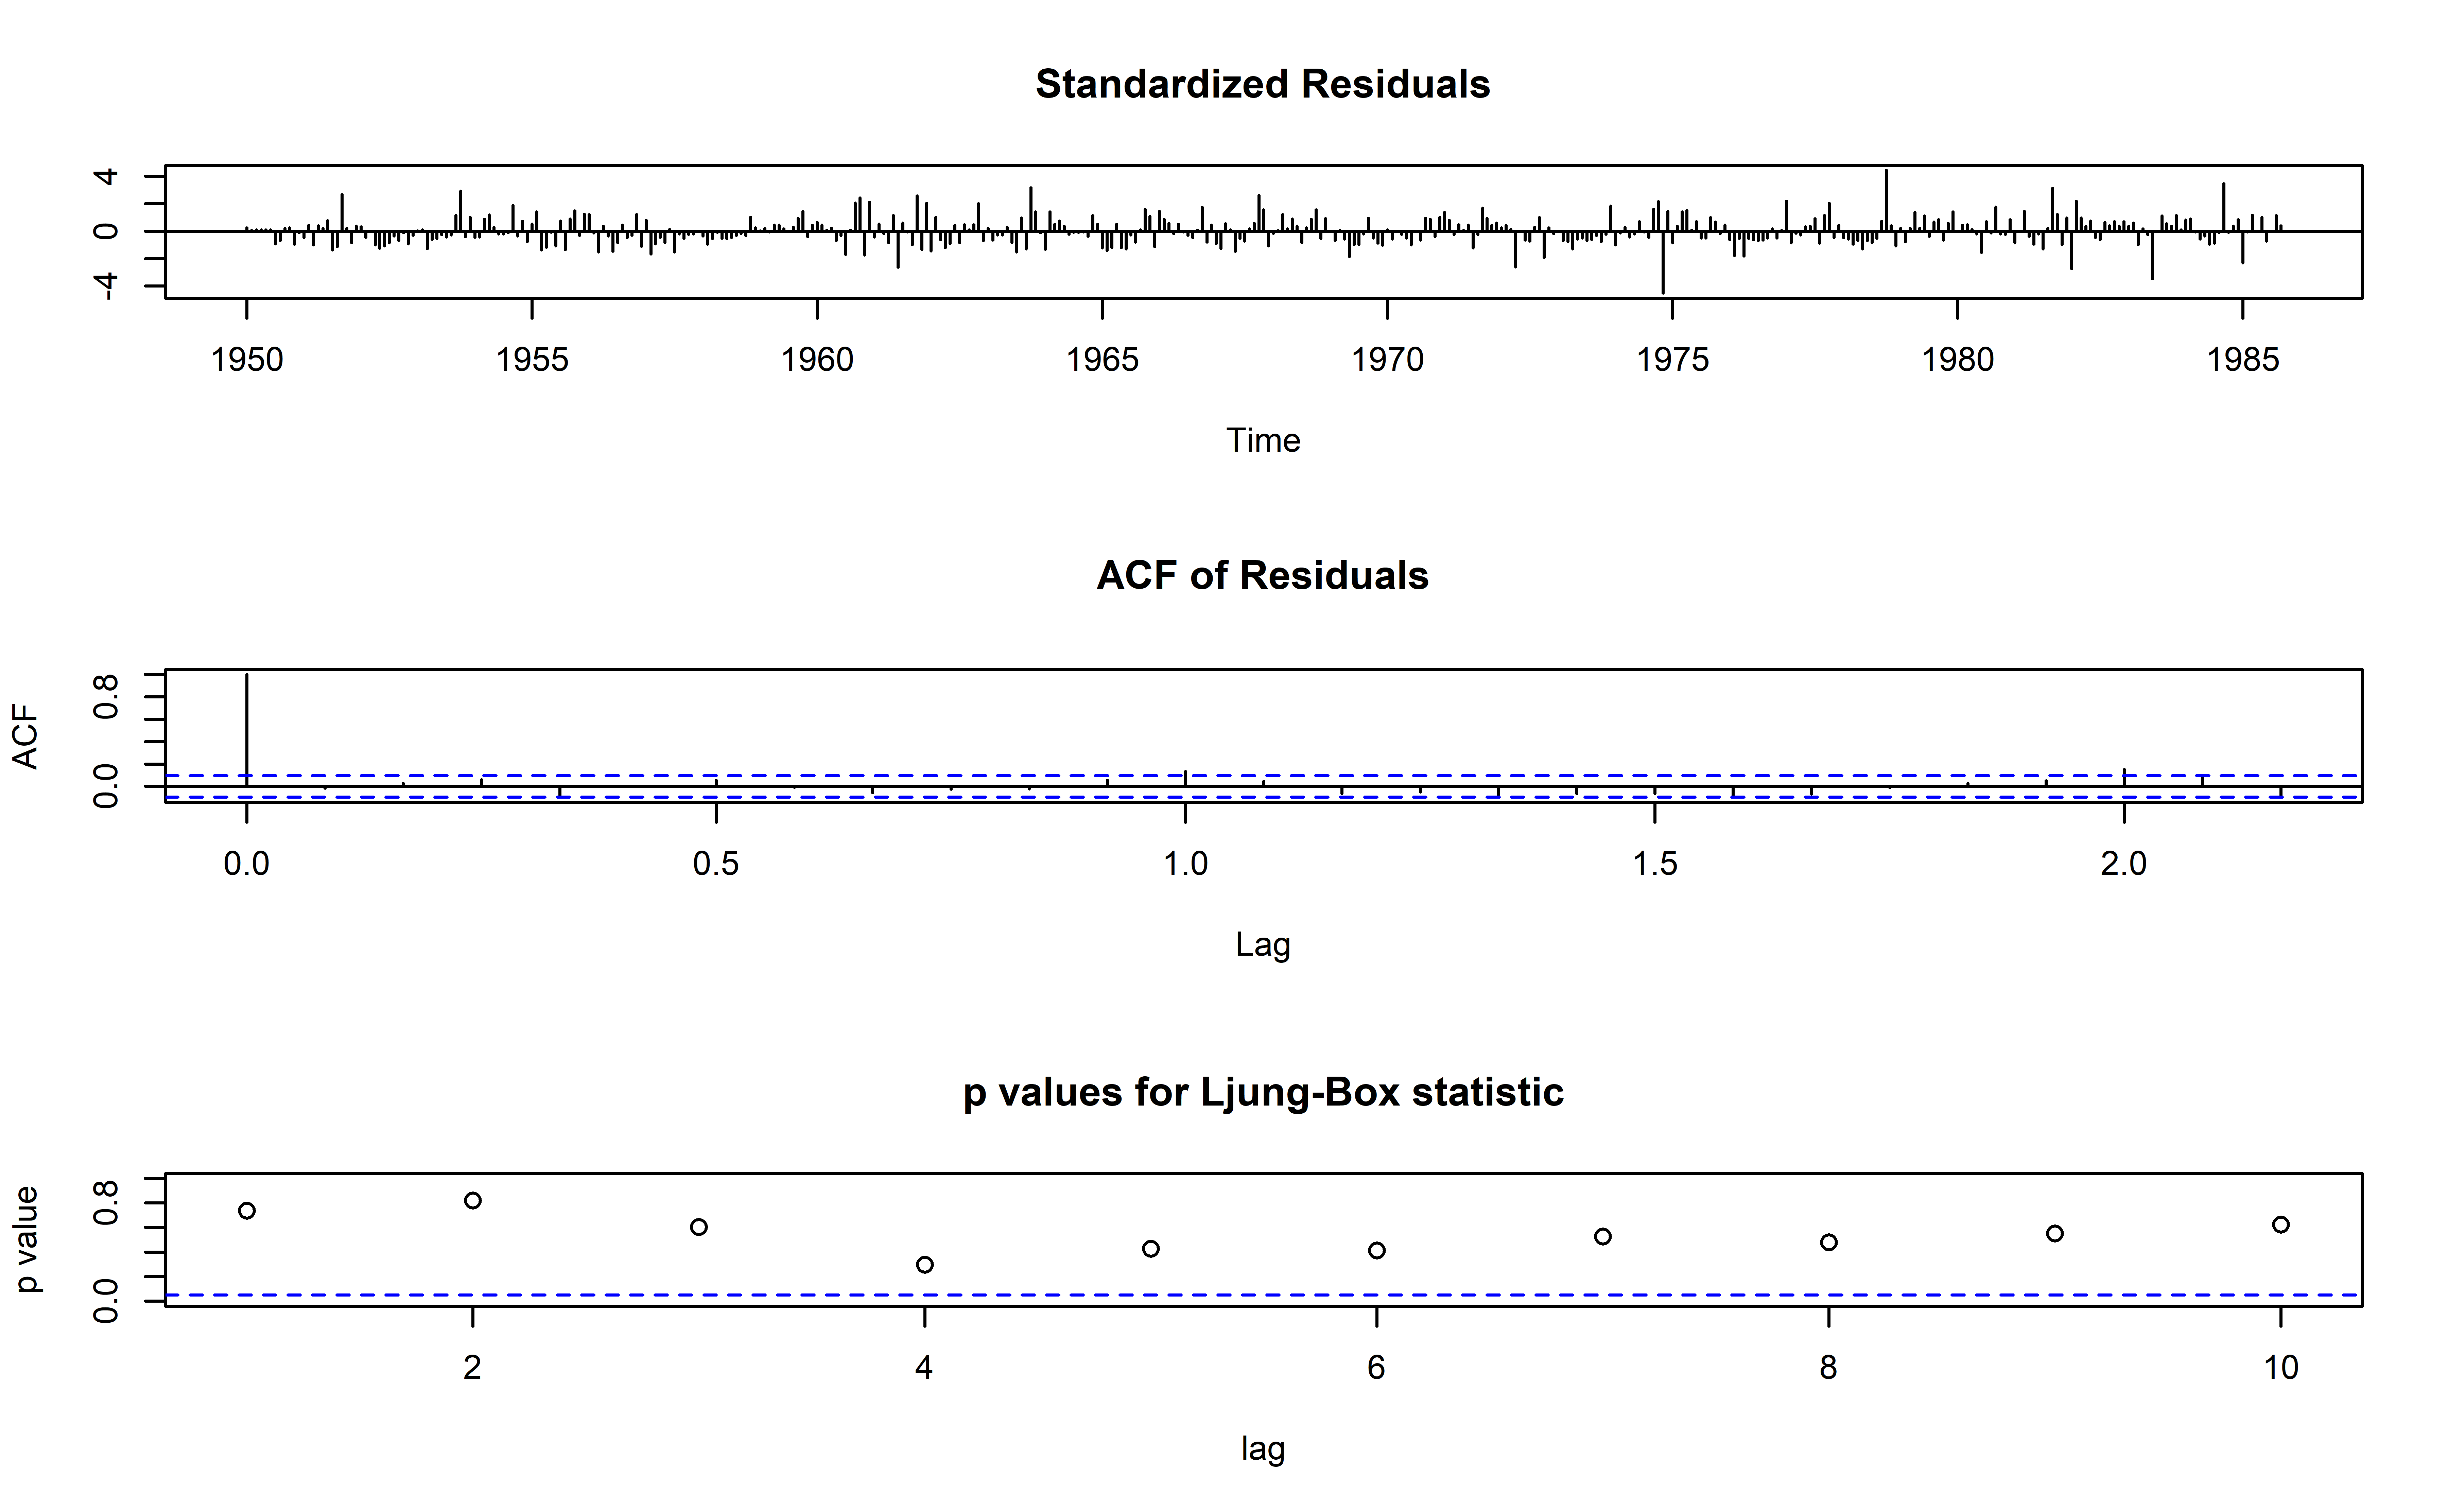 Standardized Residuals
4
0
-4
1950 1955 1960 1965 1970 1975 1980 1985
Time
ACF of Residuals
ACF
0.8
0.0
0.0 0.5 1.0 1.5 2.0
Lag
p values for Ljung-Box statistic
p value
0.8
0.0
2 4 6 8 10
lag